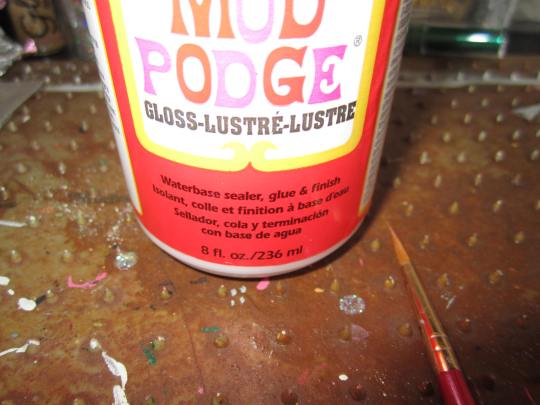 MOD
PODGE®
GLOSS-LUSTRÉ-LUSTRE
Waterbase sealer, glue & finish
Isolant, colle et finition à base d'eau
Sellador, cola y terminación
con base de agua
8 fl. oz./236 ml